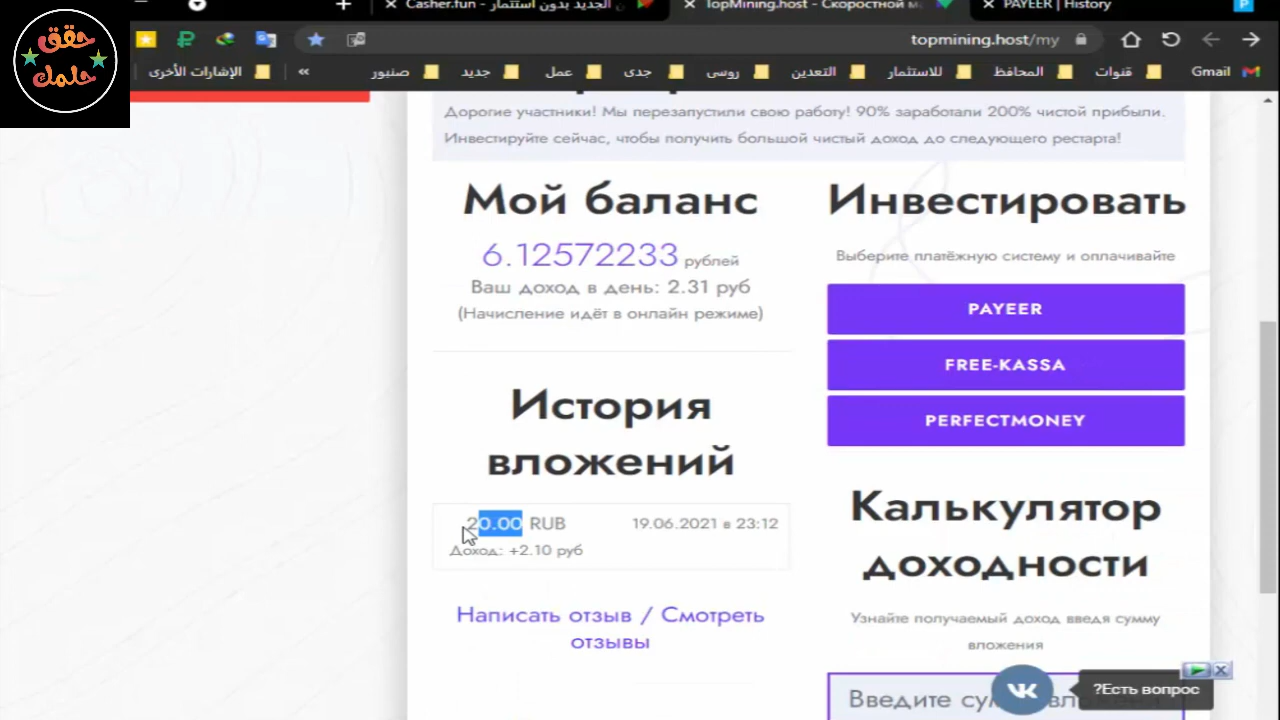 حقق
حلمك
Casher.fun - الجديد بدون استثمار
TopMining.host - Скоростной м
PAYEER | History
topmining.host/my
الإشارات الأخرى
»
صنبور
جديد
عمل
جدى
روسى
التعدين
للاستثمار
المحافظ
قنوات
Gmail
Дорогие участники! Мы перезапустили свою работу! 90% заработали 200% чистой прибыли.
Инвестируйте сейчас, чтобы получить большой чистый доход до следующего рестарта!
Мой баланс
6.12572233 рублей
Ваш доход в день: 2.31 руб
(Начисление идёт в онлайн режиме)
История
вложений
20.00 RUB 19.06.2021 в 23:12
Доход: +2.10 руб
Написать отзыв / Смотреть
отзывы
Инвестировать
Выберите платёжную систему и оплачивайте
PAYEER
FREE-KASSA
PERFECTMONEY
Калькулятор
доходности
Узнайте получаемый доход введя сумму
вложения
Введите
?Есть вопрос